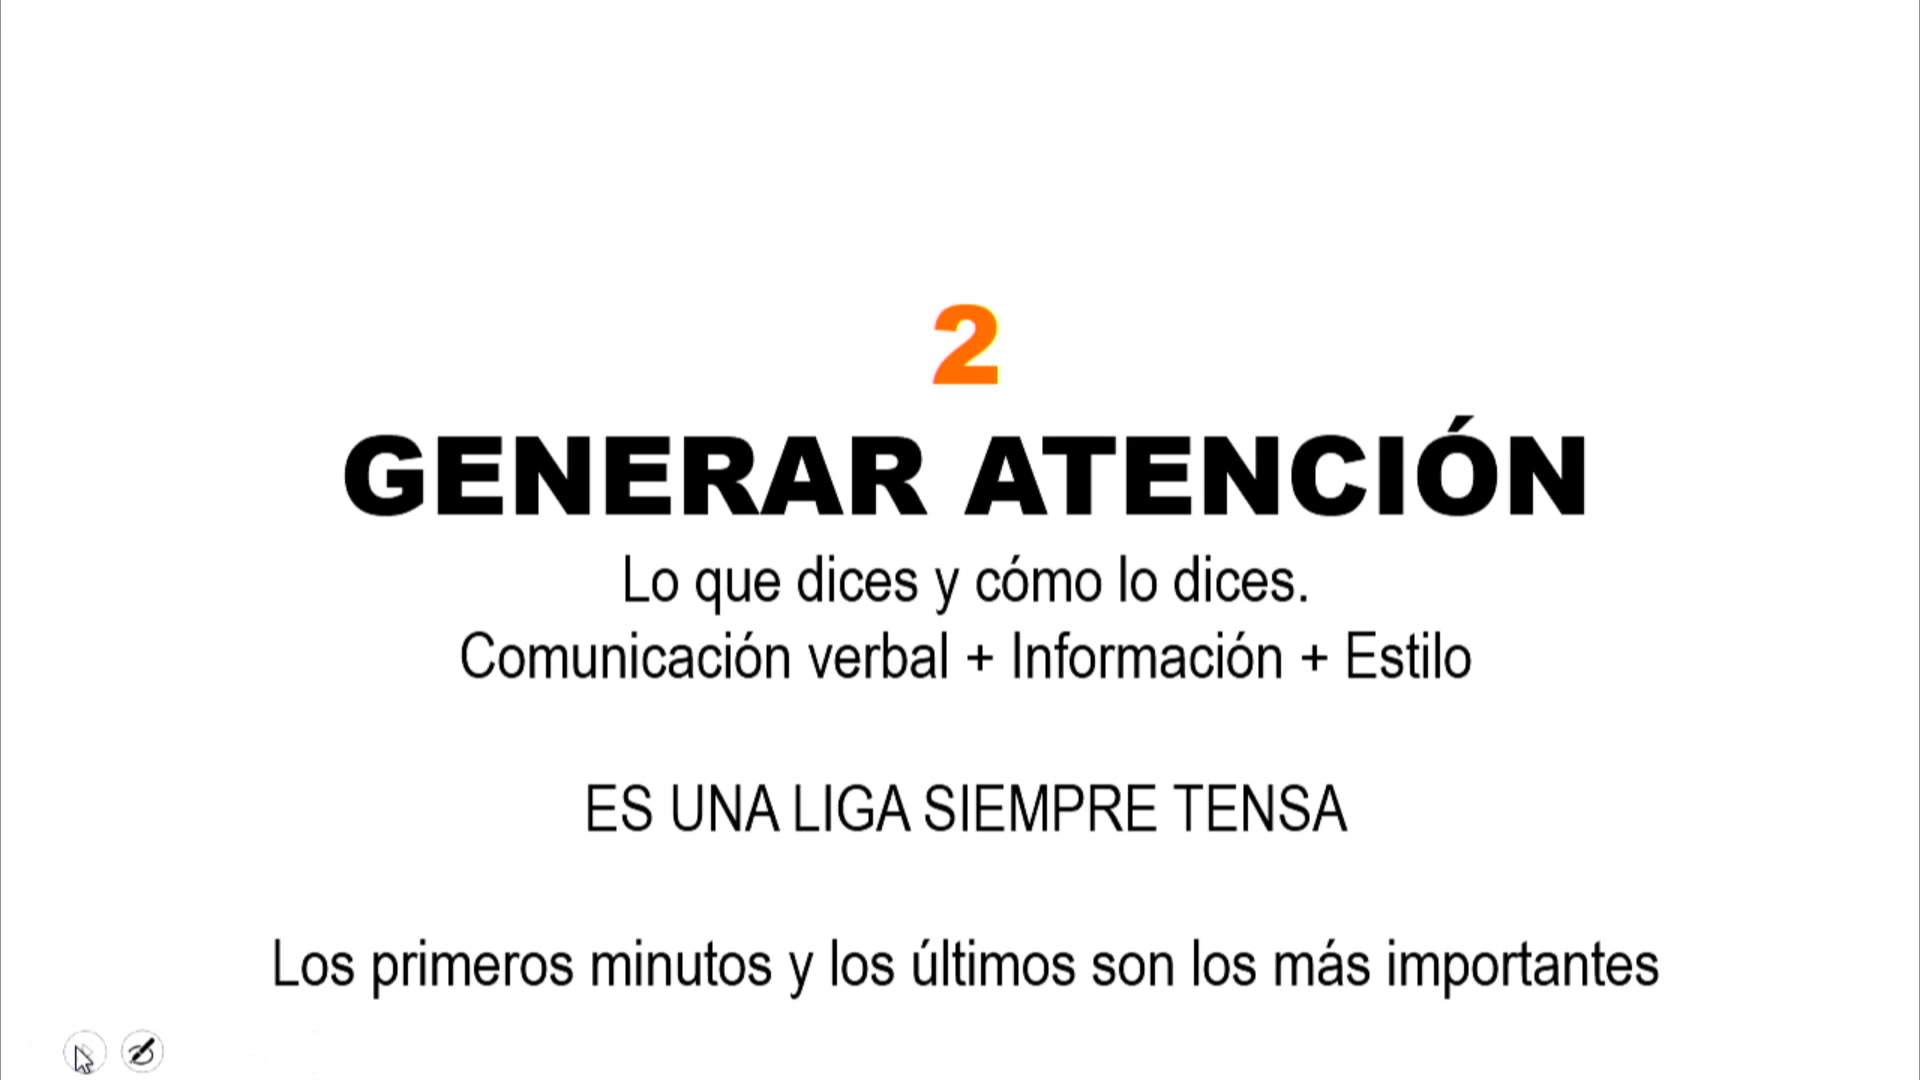 2
GENERAR ATENCIÓN
Lo que dices y cómo lo dices.
Comunicación verbal + Información + Estilo
ES UNA LIGA SIEMPRE TENSA
Los primeros minutos y los últimos son los más importantes